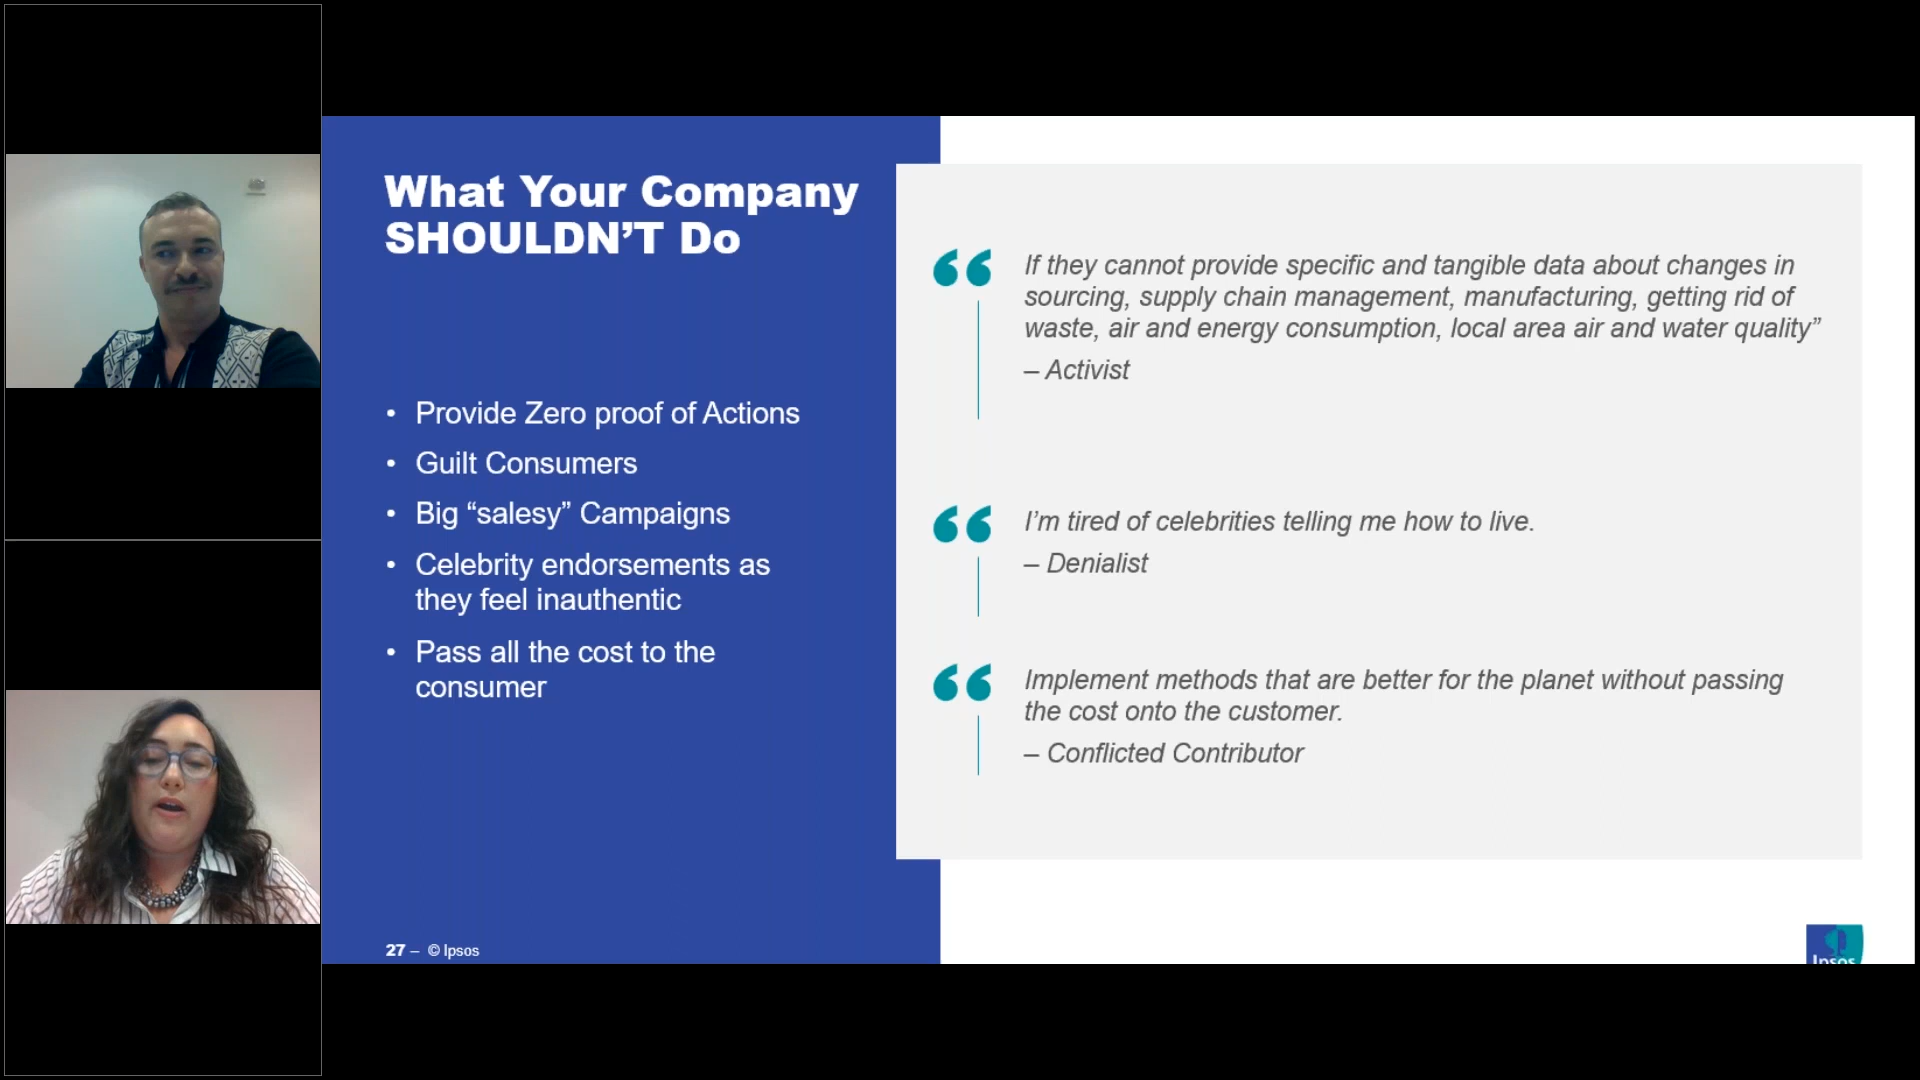 What Your Company
SHOULDN’T Do
• Provide Zero proof of Actions
• Guilt Consumers
• Big “salesy” Campaigns
• Celebrity endorsements as
they feel inauthentic
• Pass all the cost to the
consumer
27 – © Ipsos
“ If they cannot provide specific and tangible data about changes in
sourcing, supply chain management, manufacturing, getting rid of
waste, air and energy consumption, local area air and water quality”
– Activist
“ I’m tired of celebrities telling me how to live.
– Denialist
“ Implement methods that are better for the planet without passing
the cost onto the customer.
– Conflicted Contributor
Ipsos